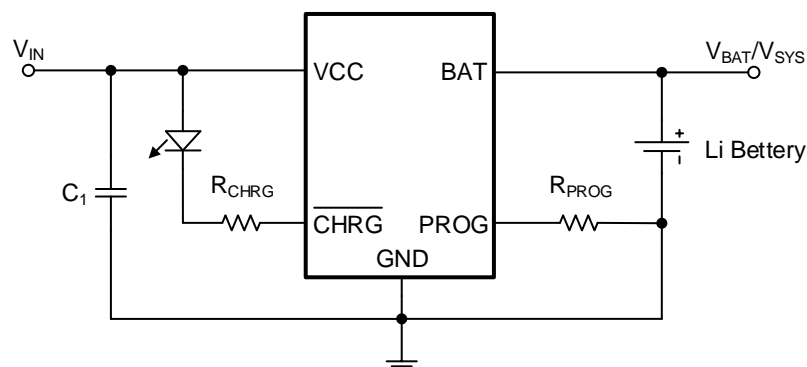 VIN
VBAT/VSYS
VCC
BAT
+
-
Li Bettery
C1
RCHRG
RPROG
CHRG
PROG
GND